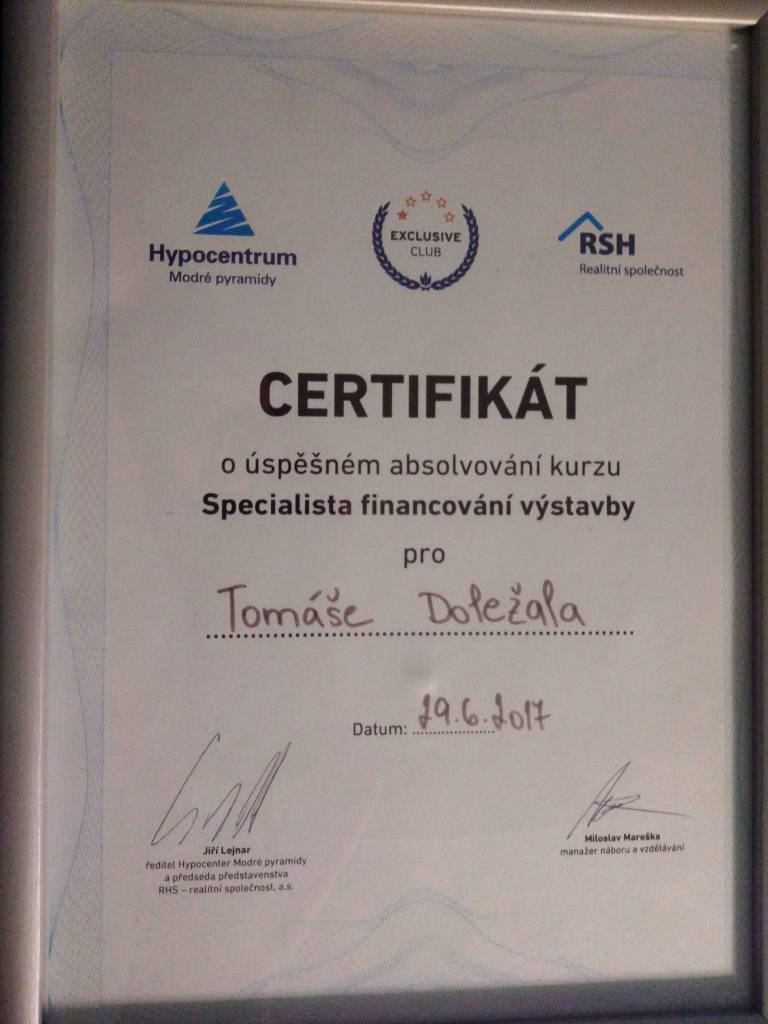 Hypocentrum
Modré pyramidy
EXCLUSIVE
CLUB
RSH
Realitní společnost
CERTIFIKÁT
o úspěšném absolvování kurzu
Specialista financování výstavby
pro
Tomáše Doležala
Datum: 29.6.2017
Jiří Lejnar
ředitel Hypocenter Modré pyramidy
a předseda představenstva
RHS – realitní společnost, a.s.
Miloslav Mareška
manažer náboru a vzdělávání